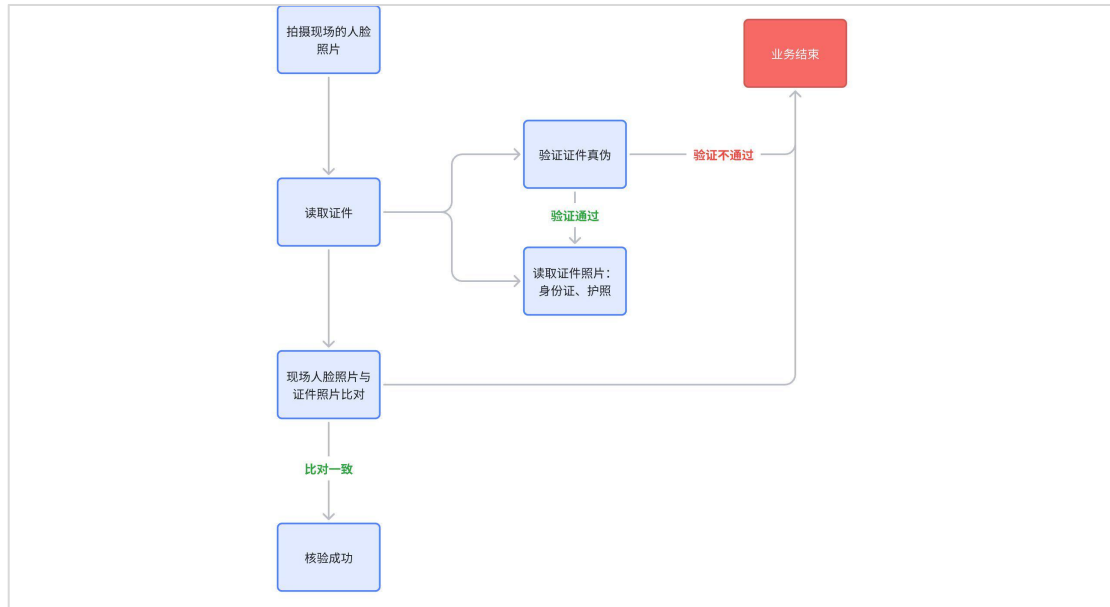 拍摄现场的人脸
照片
业务结束
验证证件真伪
验证不通过
读取证件
验证通过
读取证件照片：
身份证、护照
现场人脸照片与
证件照片比对
比对一致
核验成功